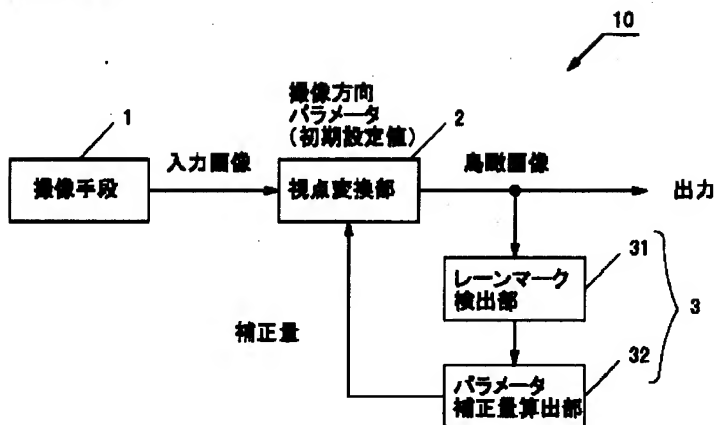 10
撮像方向
パラメータ
(初期設定値)
1
2
入力画像
鳥瞰画像
撮像手段
視点変換部
出力
31
レーンマーク
検出部
3
補正量
32
パラメータ
補正量算出部